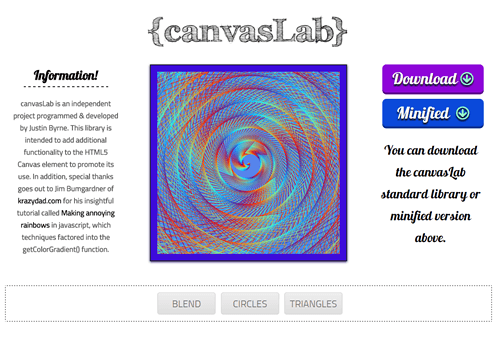 {canvasLab}
Information!
canvasLab is an independent
project programmed & developed
by Justin Byrne. This library is
intended to add additional
functionality to the HTML5
Canvas element to promote its
use. In addition, special thanks
goes out to Jim Bumgardner of
krazydad.com for his insightful
tutorial called Making annoying
rainbows in javascript, which
techniques factored into the
getColorGradient() function.
Download
Minified
You can download
the canvasLab
standard library or
minified version
above.
BLEND
CIRCLES
TRIANGLES